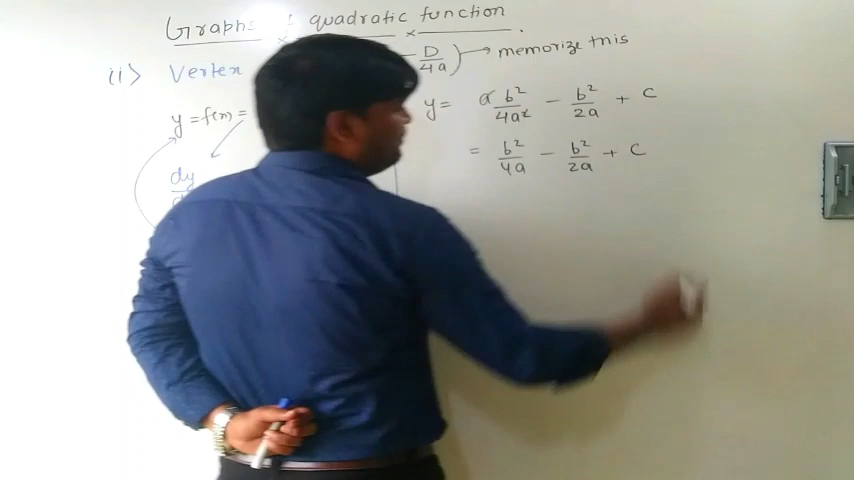 Graphs of quadratic function
ii> Vertex D/4a) → memorize this
y = f(x) =
dy
y = a b²/4a² - b²/2a + c
= b²/4a - b²/2a + c